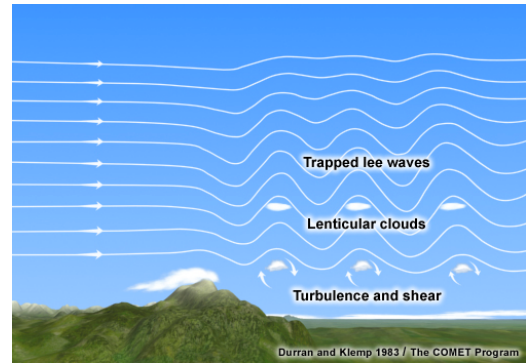 Trapped lee waves
Lenticular clouds
Turbulence and shear
Durran and Klemp 1983 / The COMET Program